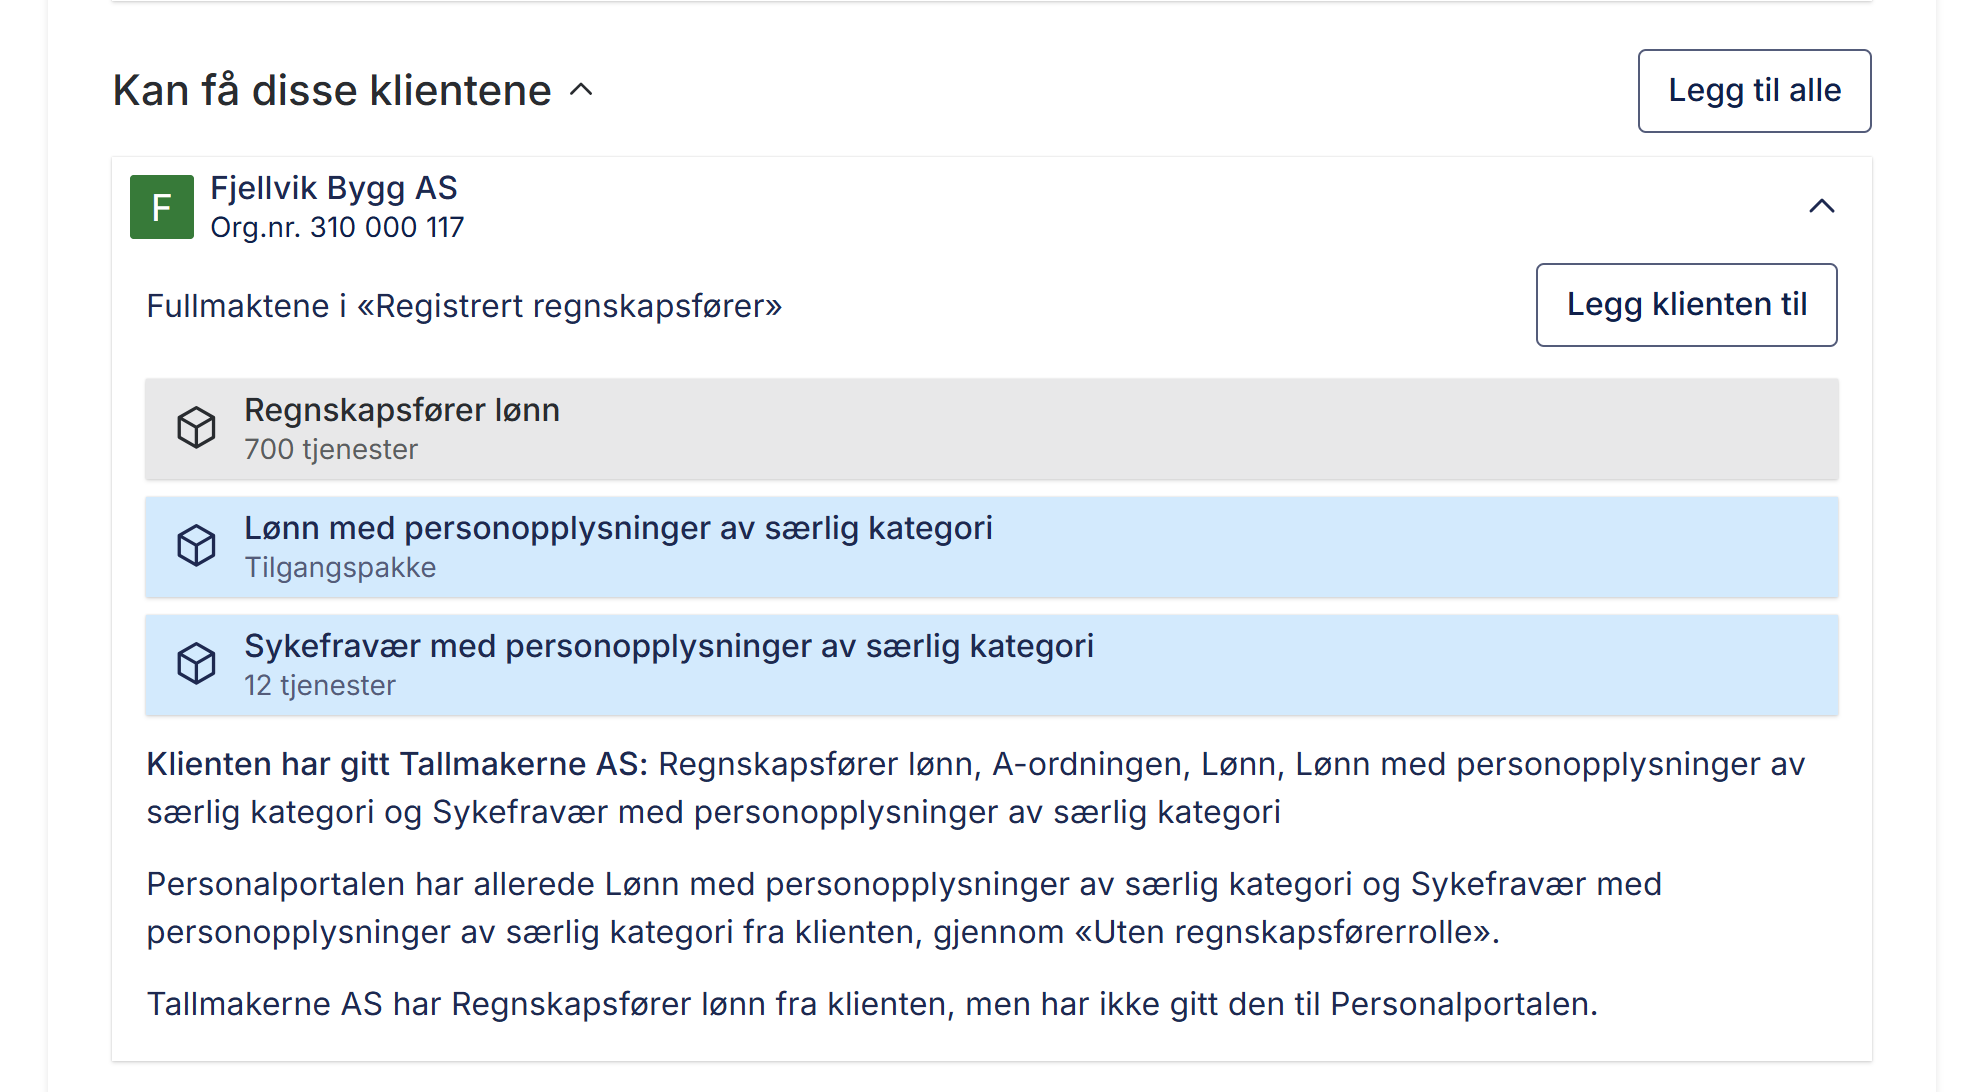 Kan få disse klientene
Legg til alle
F
Fjellvik Bygg AS
Org.nr. 310 000 117
Fullmaktene i «Registrert regnskapsfører»
Legg klienten til
Regnskapsfører lønn
700 tjenester
Lønn med personopplysninger av særlig kategori
Tilgangspakke
Sykefravær med personopplysninger av særlig kategori
12 tjenester
Klienten har gitt Tallmakerne AS: Regnskapsfører lønn, A-ordningen, Lønn, Lønn med personopplysninger av
særlig kategori og Sykefravær med personopplysninger av særlig kategori
Personalportalen har allerede Lønn med personopplysninger av særlig kategori og Sykefravær med
personopplysninger av særlig kategori fra klienten, gjennom «Uten regnskapsførerrolle».
Tallmakerne AS har Regnskapsfører lønn fra klienten, men har ikke gitt den til Personalportalen.